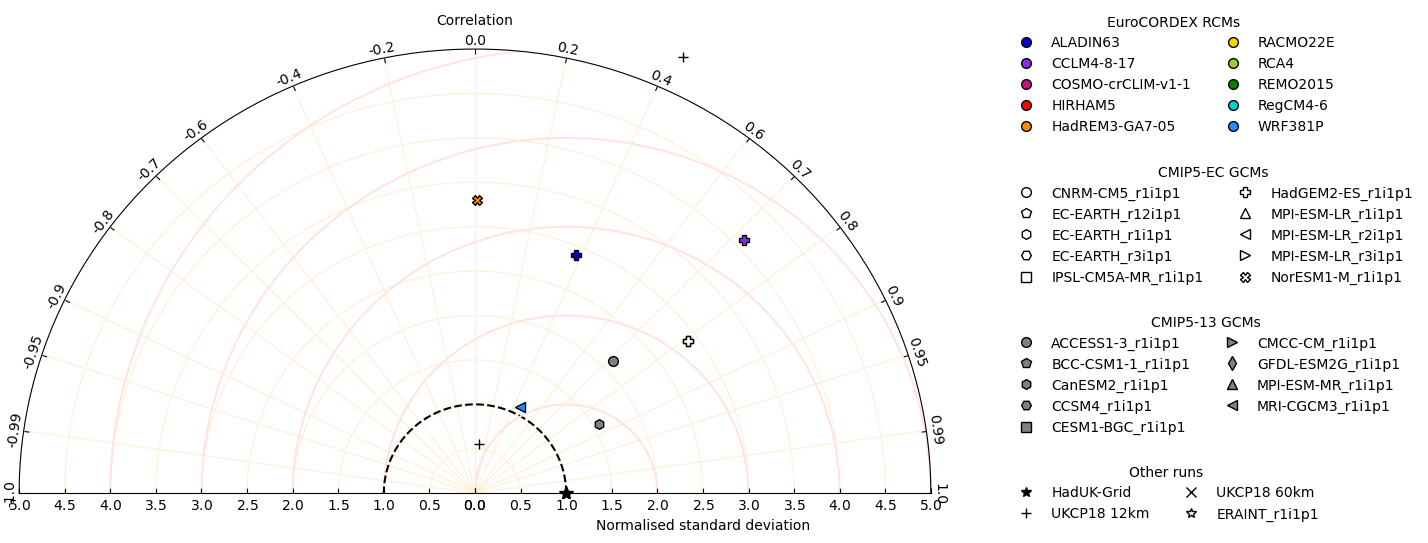 Correlation
0.0
-0.2
0.2
-0.4
0.4
-0.6
0.6
-0.7
0.7
-0.8
0.8
-0.9
0.9
-0.95
0.95
-0.99
0.99
-1.0
1.0
5.0 4.5 4.0 3.5 3.0 2.5 2.0 1.5 1.0 0.5 0.0 0.5 1.0 1.5 2.0 2.5 3.0 3.5 4.0 4.5 5.0
Normalised standard deviation
EuroCORDEX RCMs
ALADIN63
CCLM4-8-17
COSMO-crCLIM-v1-1
HIRHAM5
HadREM3-GA7-05
RACMO22E
RCA4
REMO2015
RegCM4-6
WRF381P
CMIP5-EC GCMs
CNRM-CM5_r1i1p1
EC-EARTH_r12i1p1
EC-EARTH_r1i1p1
EC-EARTH_r3i1p1
IPSL-CM5A-MR_r1i1p1
HadGEM2-ES_r1i1p1
MPI-ESM-LR_r1i1p1
MPI-ESM-LR_r2i1p1
MPI-ESM-LR_r3i1p1
NorESM1-M_r1i1p1
CMIP5-13 GCMs
ACCESS1-3_r1i1p1
BCC-CSM1-1_r1i1p1
CanESM2_r1i1p1
CCSM4_r1i1p1
CESM1-BGC_r1i1p1
CMCC-CM_r1i1p1
GFDL-ESM2G_r1i1p1
MPI-ESM-MR_r1i1p1
MRI-CGCM3_r1i1p1
Other runs
HadUK-Grid
UKCP18 12km
UKCP18 60km
ERAINT_r1i1p1